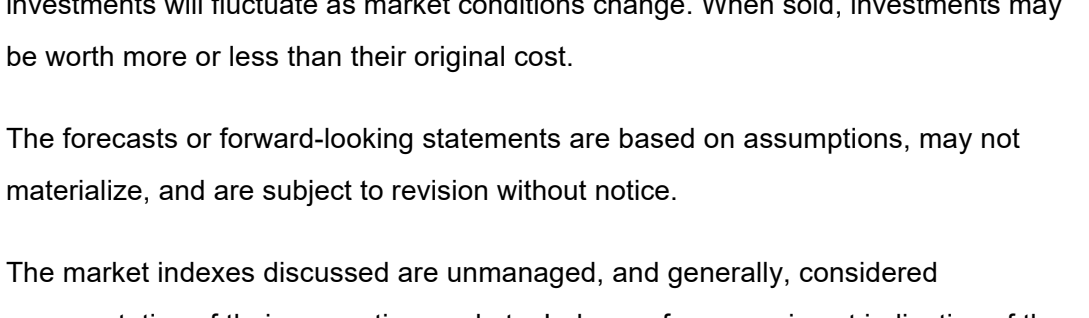 investments will fluctuate as market conditions change. When sold, investments may
be worth more or less than their original cost.
The forecasts or forward-looking statements are based on assumptions, may not
materialize, and are subject to revision without notice.
The market indexes discussed are unmanaged, and generally, considered